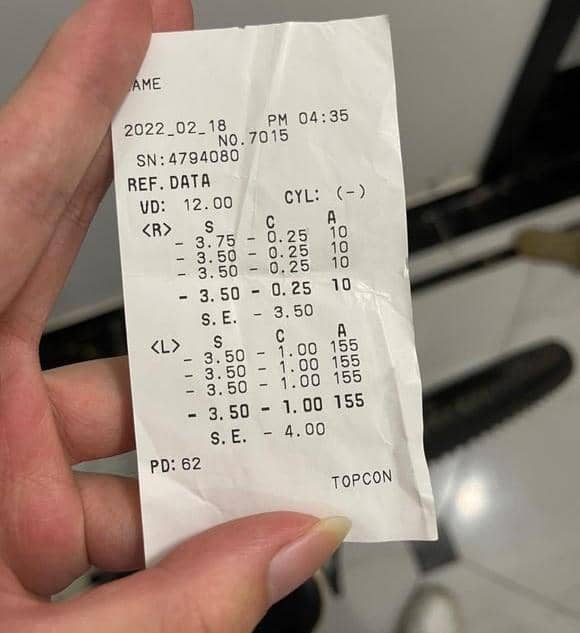 AME
2022_02_18 PM 04:35
NO.7015
SN:4794080
REF.DATA
VD: 12.00 CYL: (-)
<R> S C A
- 3.75 - 0.25 10
- 3.50 - 0.25 10
- 3.50 - 0.25 10
- 3.50 - 0.25 10
S.E. - 3.50
<L> S C A
- 3.50 - 1.00 155
- 3.50 - 1.00 155
- 3.50 - 1.00 155
- 3.50 - 1.00 155
S.E. - 4.00
PD: 62
TOPCON